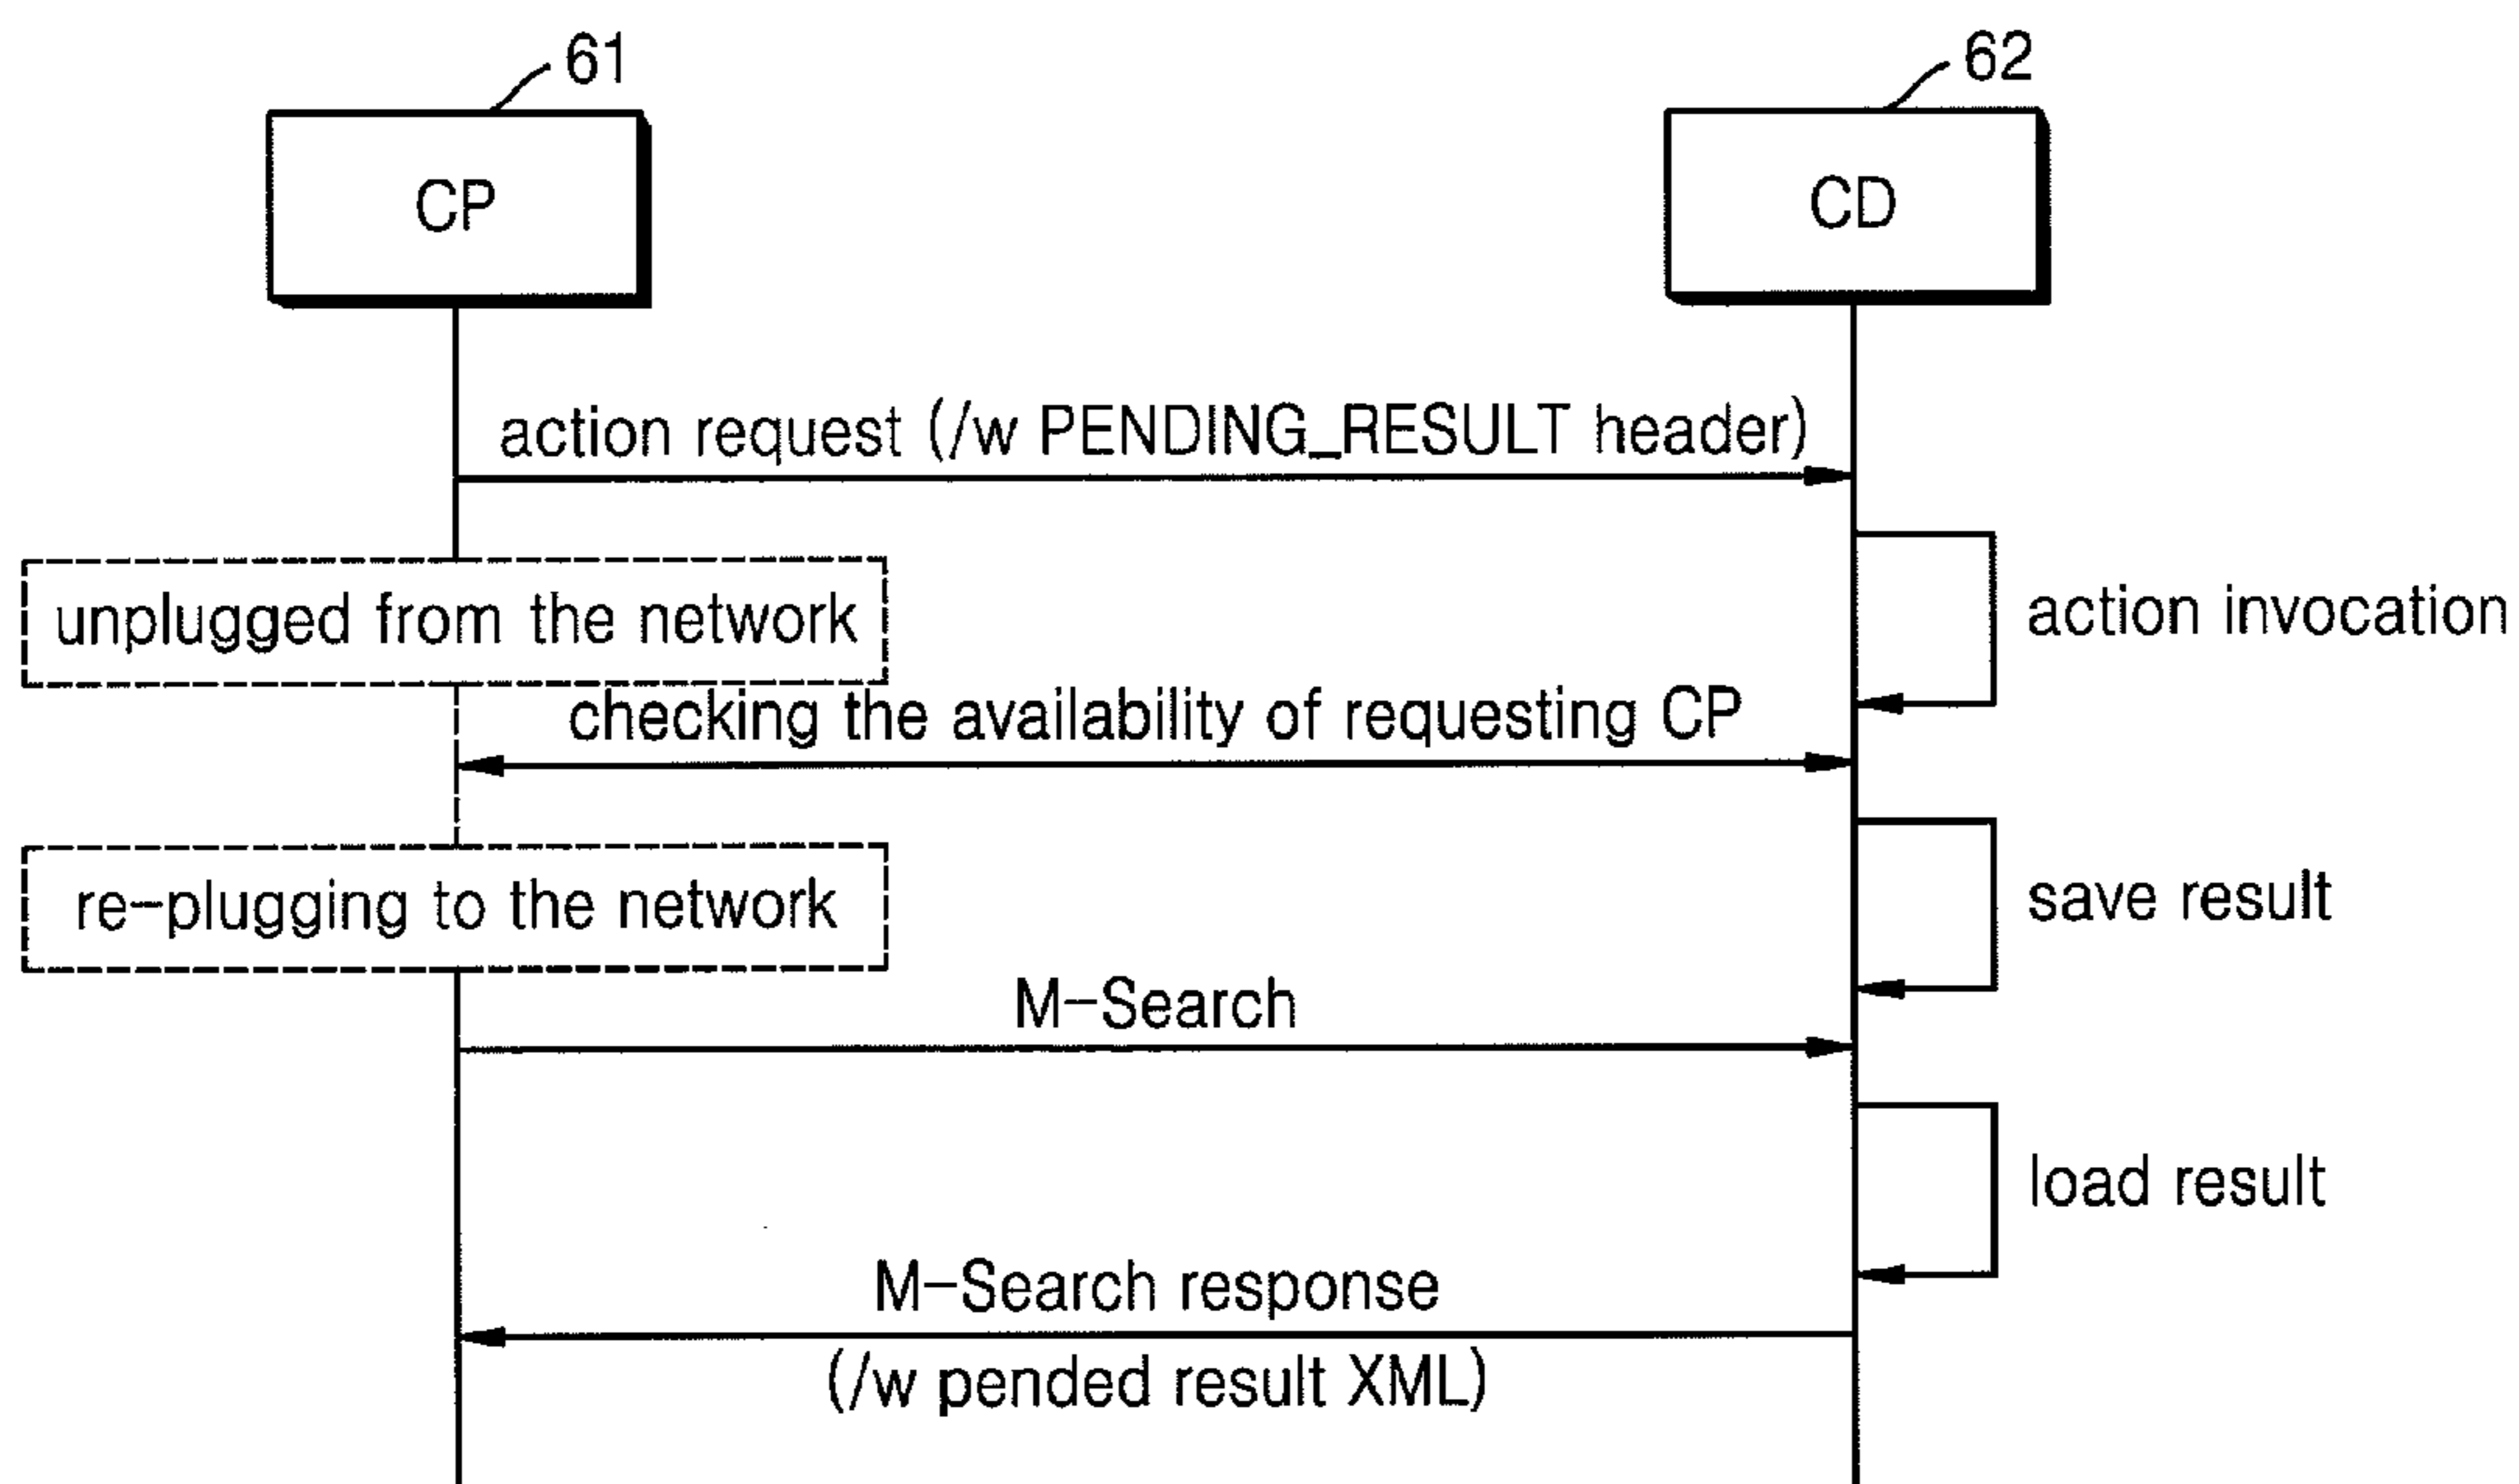 61
62
CP
CD
action request (/w PENDING_RESULT header)
unplugged from the network
action invocation
checking the availability of requesting CP
re-plugging to the network
save result
M-Search
load result
M-Search response
(/w pended result XML)